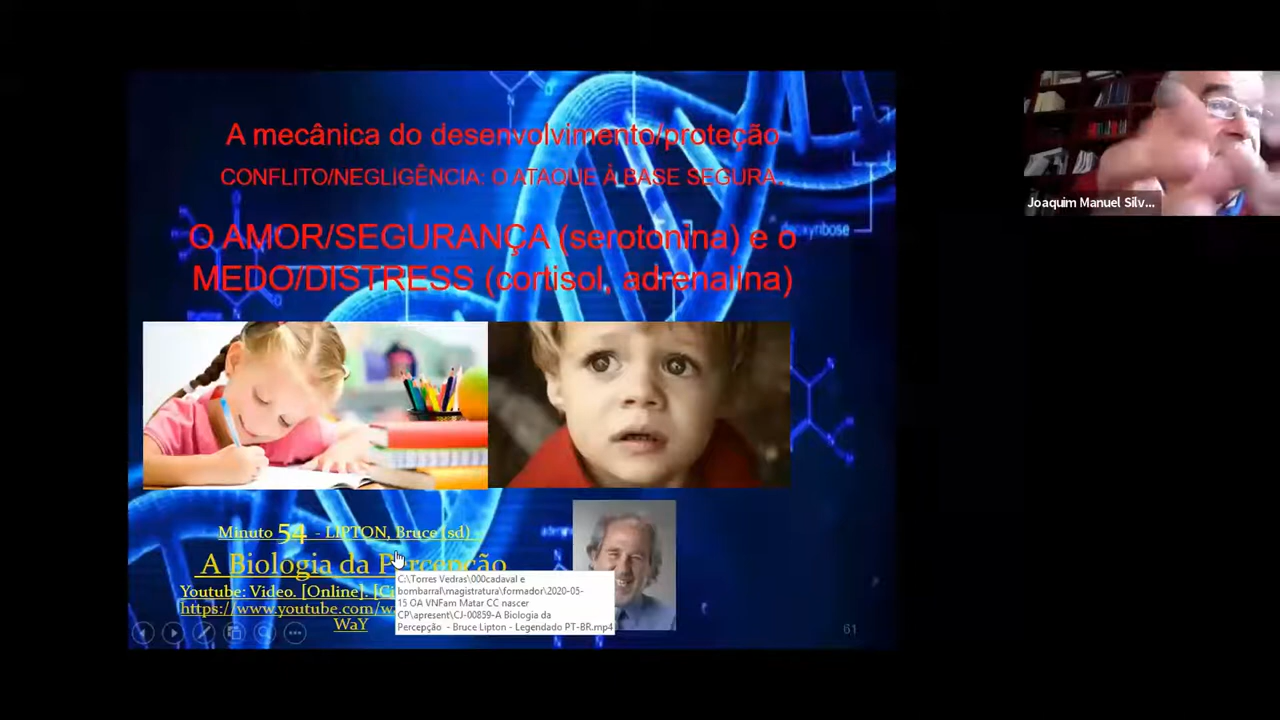 A mecânica do desenvolvimento/proteção
CONFLITO/NEGLIGÊNCIA: O ATAQUE À BASE SEGURA.
O AMOR/SEGURANÇA (serotonina) e o
MEDO/DISTRESS (cortisol, adrenalina)
deoxyribose
Minuto 54 - LIPTON, Bruce (sd)
A Biologia da Percepção
Youtube: Video. [Online].
https://www.youtube.com/
WaY
C:\Torres Vedras\000cadaval e
bombarral\magistratura\formador\2020-05-
15 OA VNFam Matar CC nascer
CP\apresent\CJ-00859-A Biologia da
Percepção - Bruce Lipton - Legendado PT-BR.mp4
61
Joaquim Manuel Silv...